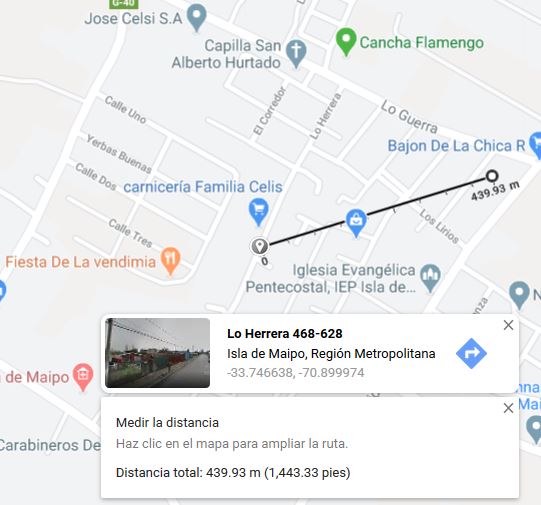 G-40
Jose Celsi S.A
Capilla San
Alberto Hurtado
Cancha Flamengo
Calle Uno
El Corredor
Lo Herrera
Lo Guerra
Yerbas Buenas
Bajon De La Chica R
Calle Dos
carnicería Familia Celis
439.93 m
Calle Tres
Los Lirios
0
Fiesta De La vendimia
Iglesia Evangélica
Pentecostal, IEP Isla de...
N
Lo Herrera 468-628
Isla de Maipo, Región Metropolitana
-33.746638, -70.899974
de Maipo
Medir la distancia
Haz clic en el mapa para ampliar la ruta.
Carabineros De
Distancia total: 439.93 m (1,443.33 pies)